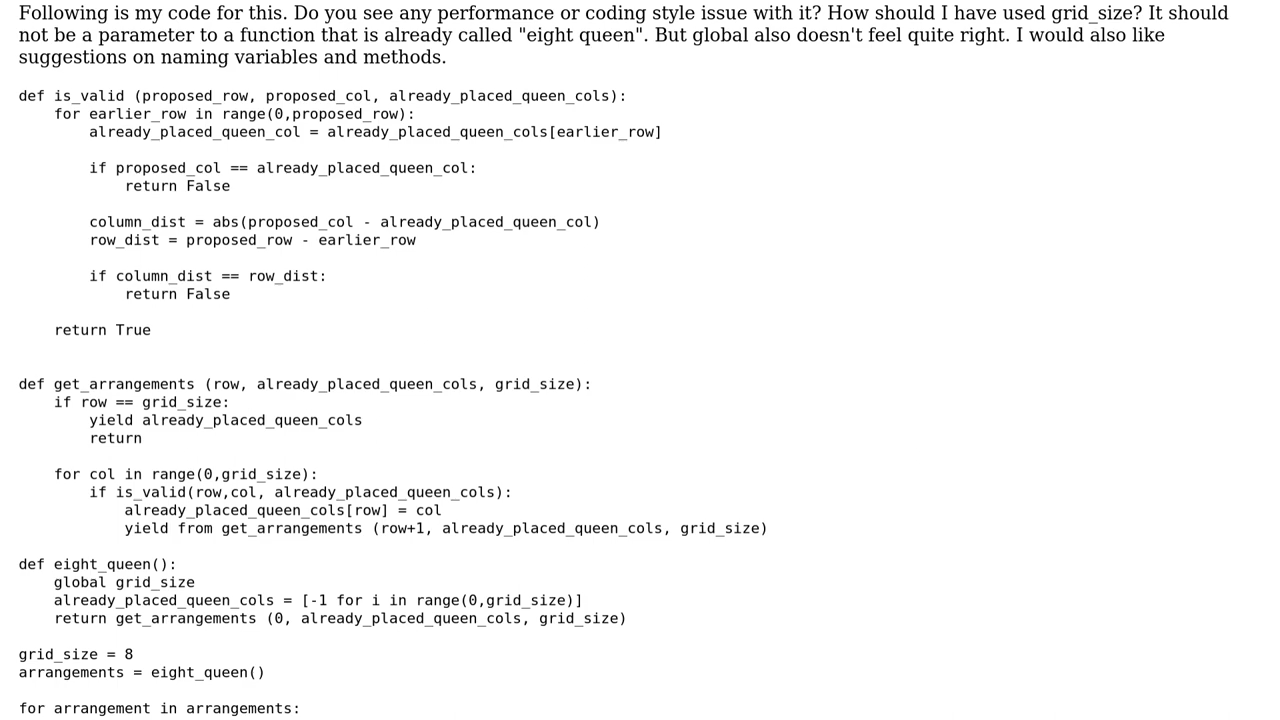 Following is my code for this. Do you see any performance or coding style issue with it? How should I have used grid_size? It should
not be a parameter to a function that is already called "eight queen". But global also doesn't feel quite right. I would also like
suggestions on naming variables and methods.
def is_valid (proposed_row, proposed_col, already_placed_queen_cols):
    for earlier_row in range(0,proposed_row):
        already_placed_queen_col = already_placed_queen_cols[earlier_row]
        if proposed_col == already_placed_queen_col:
            return False
        column_dist = abs(proposed_col - already_placed_queen_col)
        row_dist = proposed_row - earlier_row
        if column_dist == row_dist:
            return False
    return True
def get_arrangements (row, already_placed_queen_cols, grid_size):
    if row == grid_size:
        yield already_placed_queen_cols
        return
    for col in range(0,grid_size):
        if is_valid(row,col, already_placed_queen_cols):
            already_placed_queen_cols[row] = col
            yield from get_arrangements (row+1, already_placed_queen_cols, grid_size)
def eight_queen():
    global grid_size
    already_placed_queen_cols = [-1 for i in range(0,grid_size)]
    return get_arrangements (0, already_placed_queen_cols, grid_size)
grid_size = 8
arrangements = eight_queen()
for arrangement in arrangements: